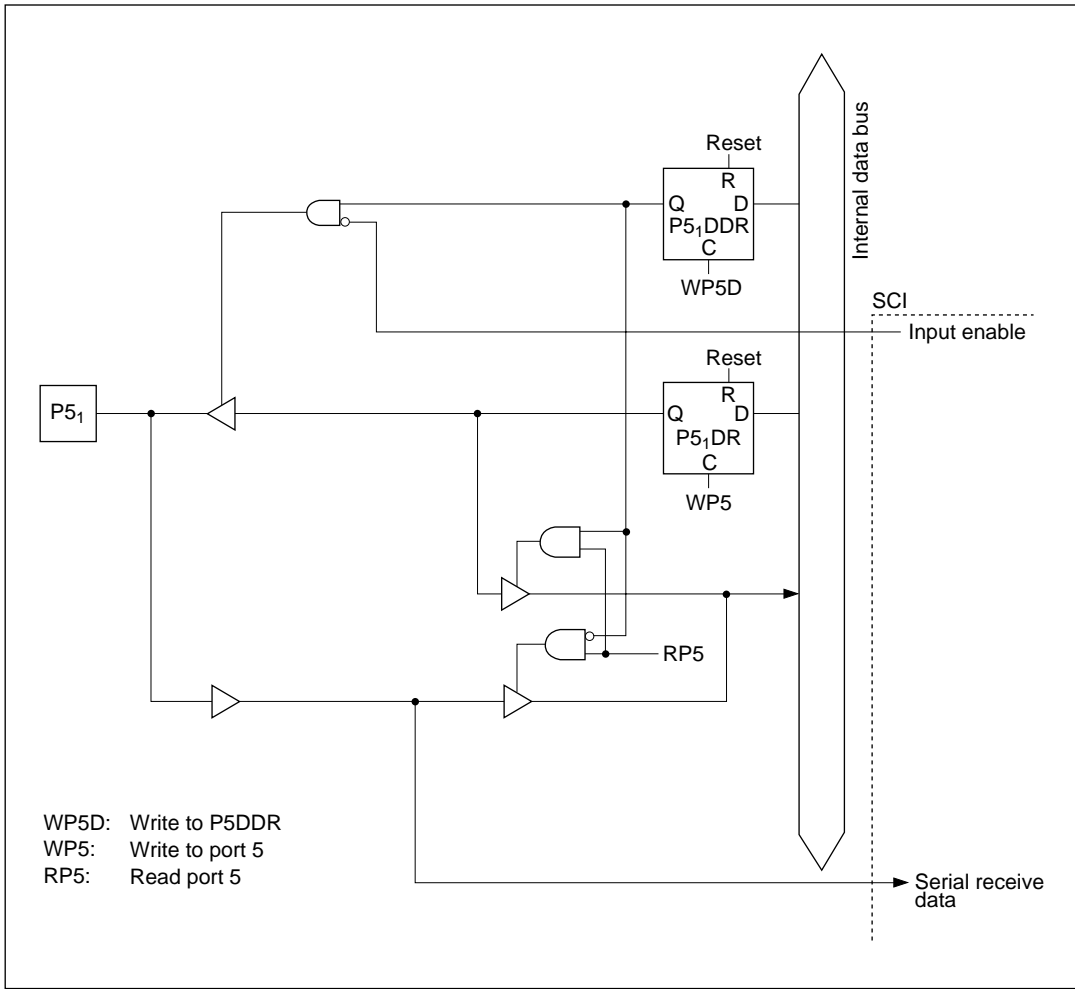 Reset
R
Q D
P5₁DDR
C
WP5D
Internal data bus
SCI
Input enable
Reset
R
Q D
P5₁DR
C
WP5
P5₁
RP5
WP5D: Write to P5DDR
WP5: Write to port 5
RP5: Read port 5
Serial receive
data